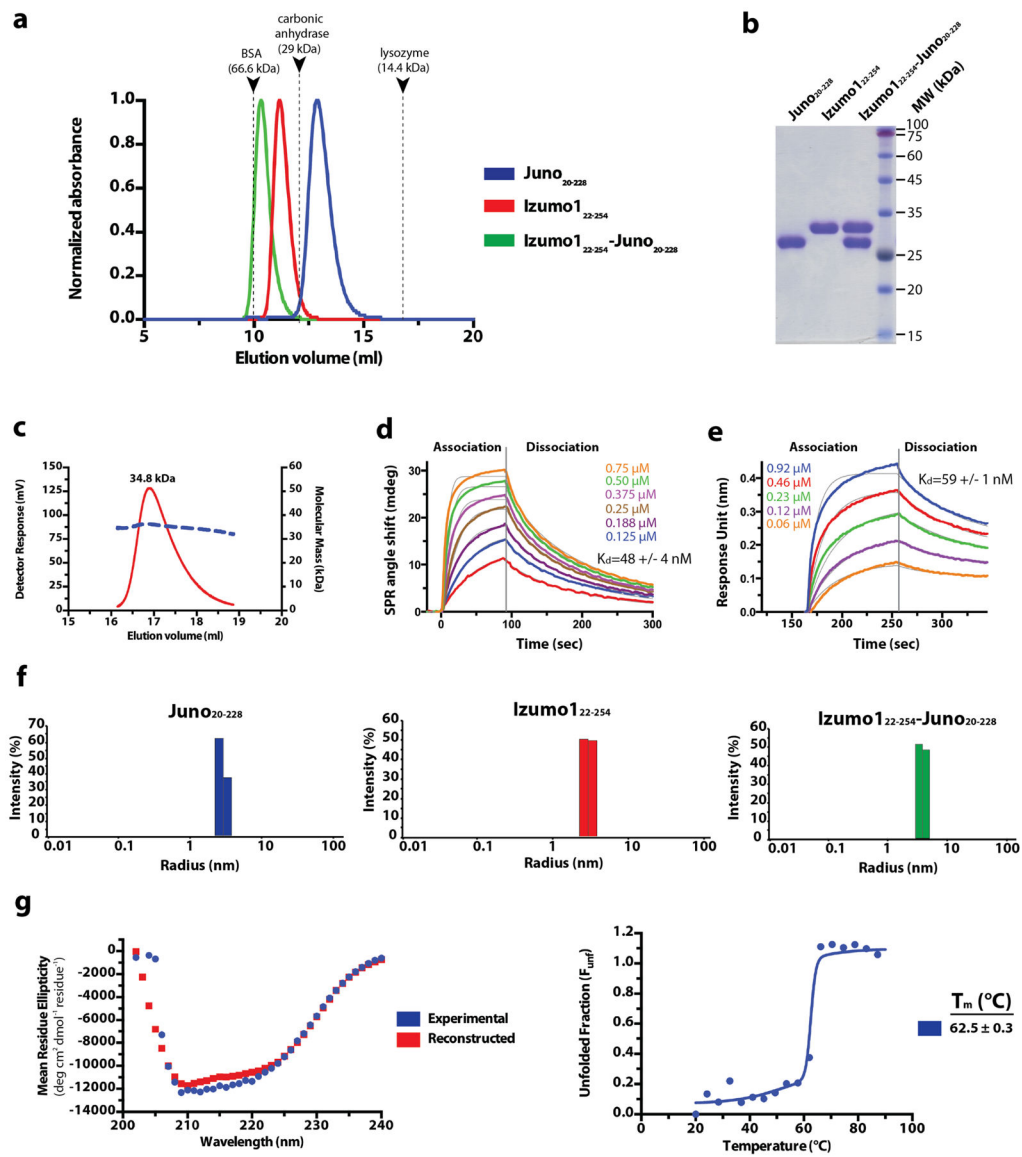 a
BSA
(66.6 kDa)
carbonic
anhydrase
(29 kDa)
lysozyme
(14.4 kDa)
Normalized absorbance
1.0
0.8
0.6
0.4
0.2
0.0
5
10
15
20
Elution volume (ml)
Juno20-228
Izumo122-254
Izumo122-254-Juno20-228
b
Juno20-228
Izumo122-254
Izumo122-254-Juno20-228
MW (kDa)
100
75
60
45
35
25
20
15
c
Detector Response (mV)
150
125
100
75
50
25
0
34.8 kDa
60
50
40
30
20
10
0
Molecular Mass (kDa)
15
16
17
18
19
20
Elution volume (ml)
d
Association
Dissociation
SPR angle shift (mdeg)
30
20
10
0
0.75 µM
0.50 µM
0.375 µM
0.25 µM
0.188 µM
0.125 µM
Kd=48 +/- 4 nM
0
100
200
300
Time (sec)
e
Association
Dissociation
Response Unit (nm)
0.4
0.3
0.2
0.1
0.0
0.92 µM
0.46 µM
0.23 µM
0.12 µM
0.06 µM
Kd=59 +/- 1 nM
150
200
250
300
Time (sec)
f
Juno20-228
Intensity (%)
70
60
50
40
30
20
10
0
0.01
0.1
1
10
100
Radius (nm)
Izumo122-254
Intensity (%)
60
50
40
30
20
10
0
0.01
0.1
1
10
100
Radius (nm)
Izumo122-254-Juno20-228
Intensity (%)
60
50
40
30
20
10
0
0.01
0.1
1
10
100
Radius (nm)
g
Mean Residue Ellipticity
(deg cm2 dmol-1 residue-1)
0
-2000
-4000
-6000
-8000
-10000
-12000
-14000
200
210
220
230
240
Wavelength (nm)
Experimental
Reconstructed
Unfolded Fraction (Funf)
1.2
1.0
0.8
0.6
0.4
0.2
0.0
0
20
40
60
80
100
Temperature (°C)
Tm (°C)
62.5 ± 0.3